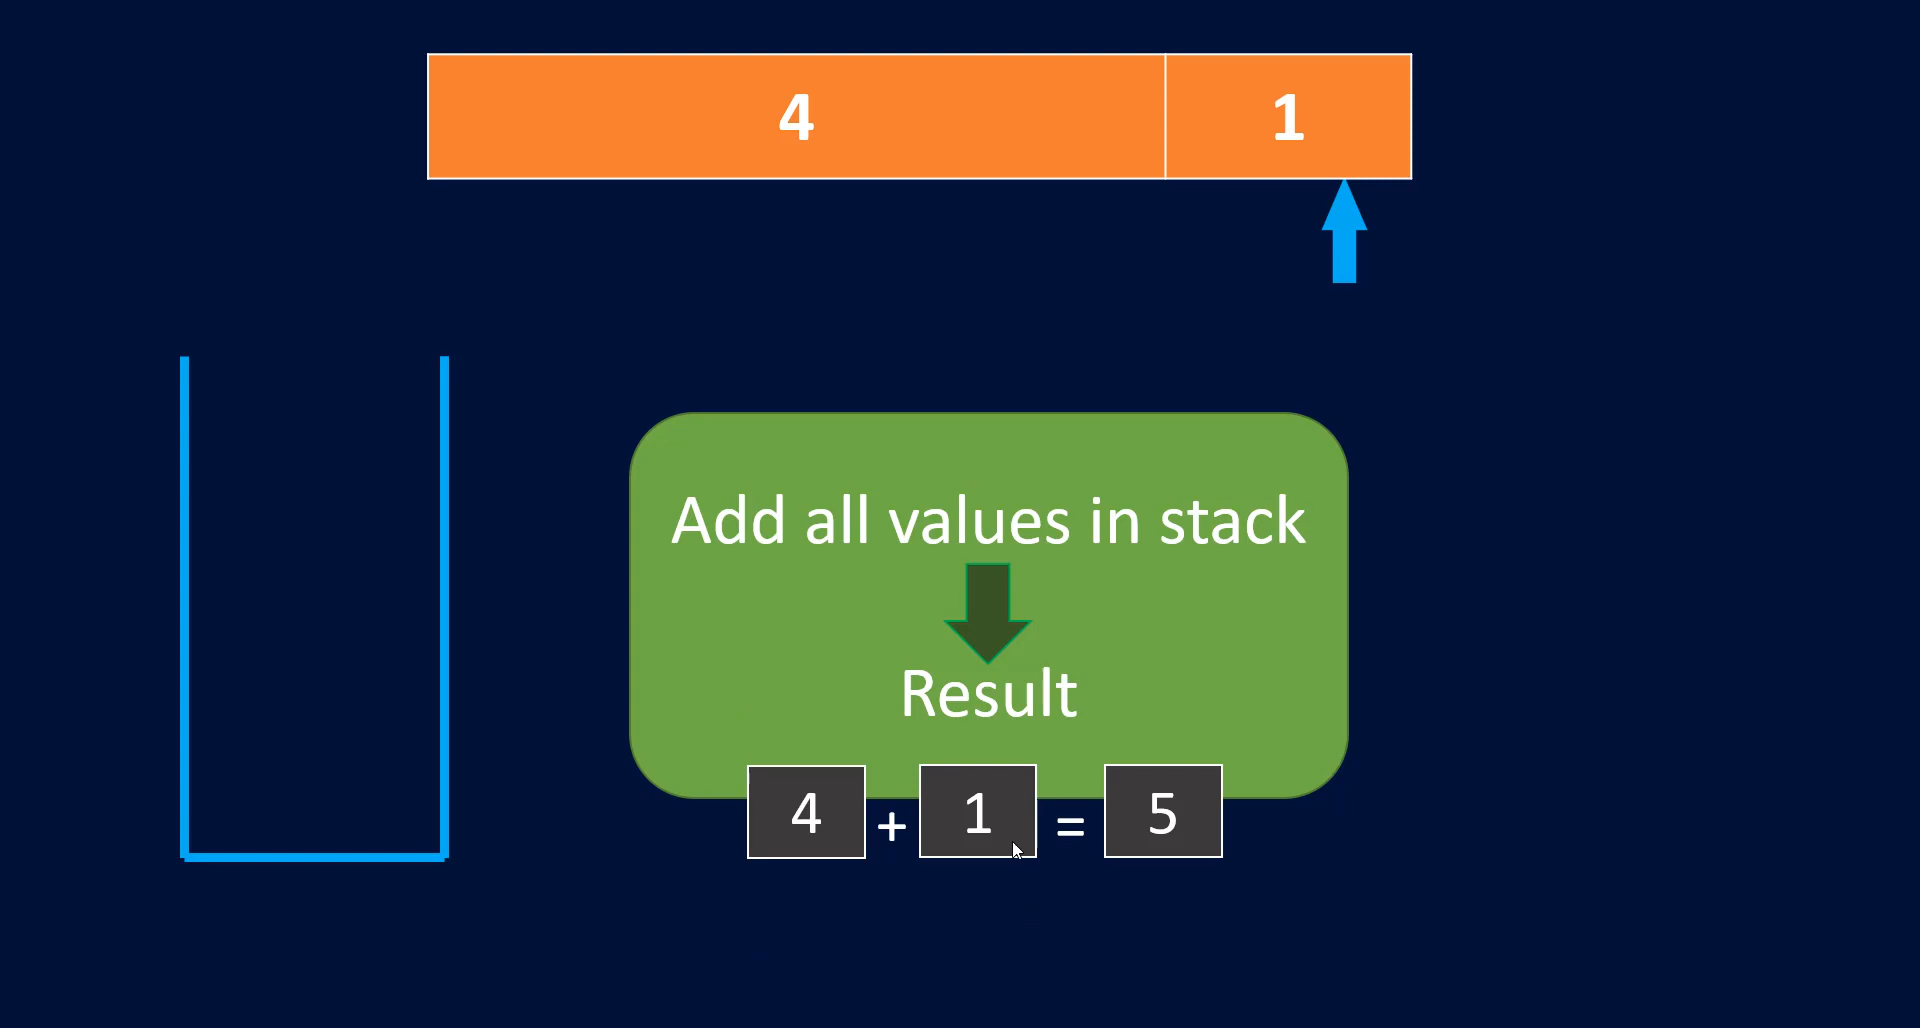 4 1
Add all values in stack
Result
4 + 1 = 5